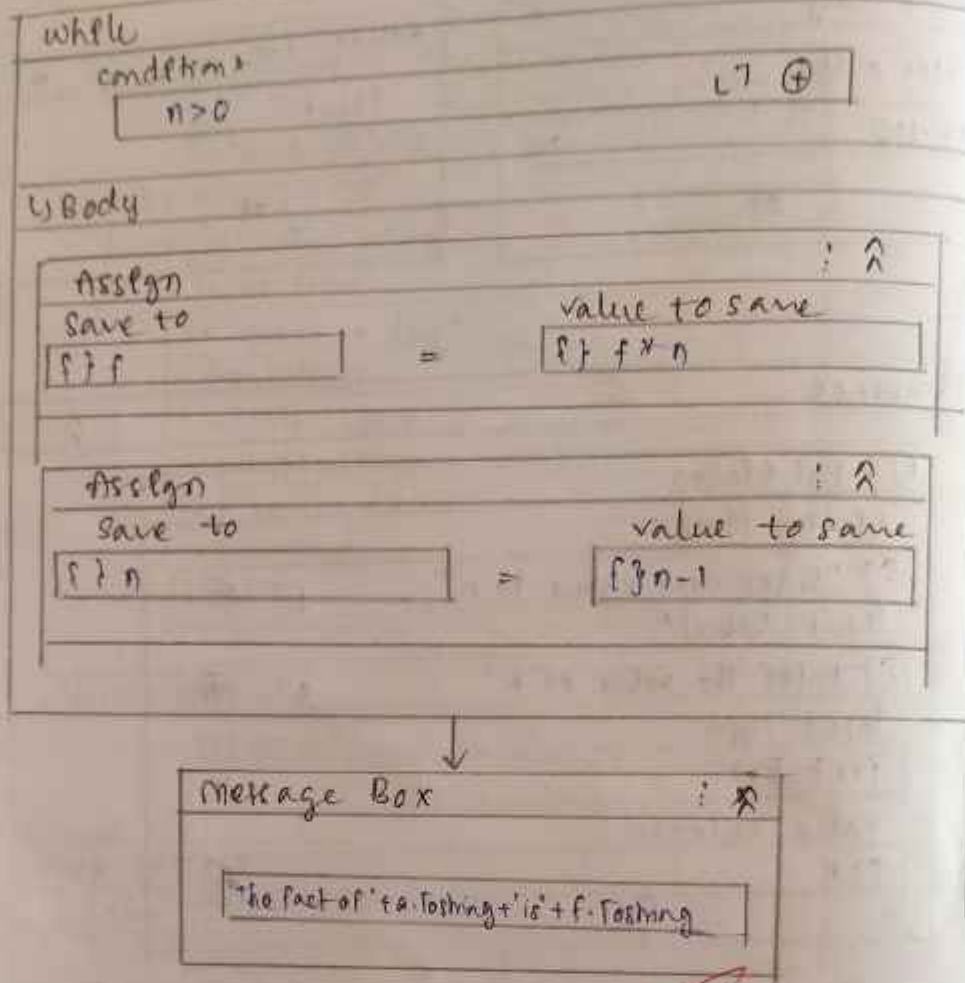 while
conditions
n>0
Body
Assign
Save to
value to save
{ } f = { } f * n
Assign
Save to
value to save
{ } n = { } n-1
Message Box
"The fact of "+a.Tostring+"is"+f.Tostring